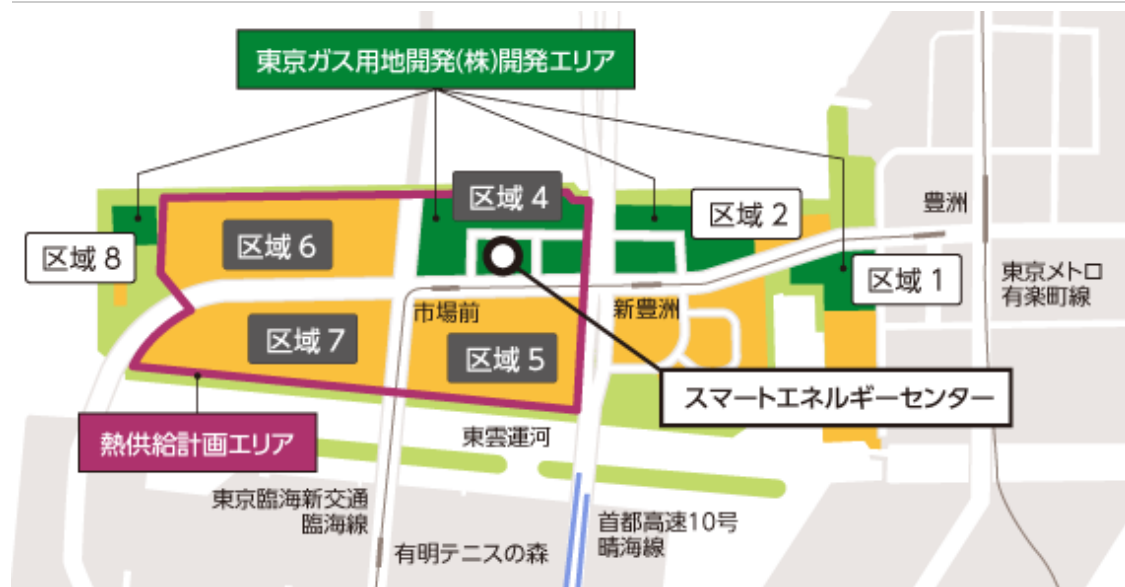 東京ガス用地開発(株)開発エリア
区域 4
区域 2
豊洲
区域 6
区域 8
区域 1
東京メトロ
有楽町線
市場前
新豊洲
区域 7
区域 5
スマートエネルギーセンター
熱供給計画エリア
東雲運河
東京臨海新交通
臨海線
首都高速10号
晴海線
有明テニスの森